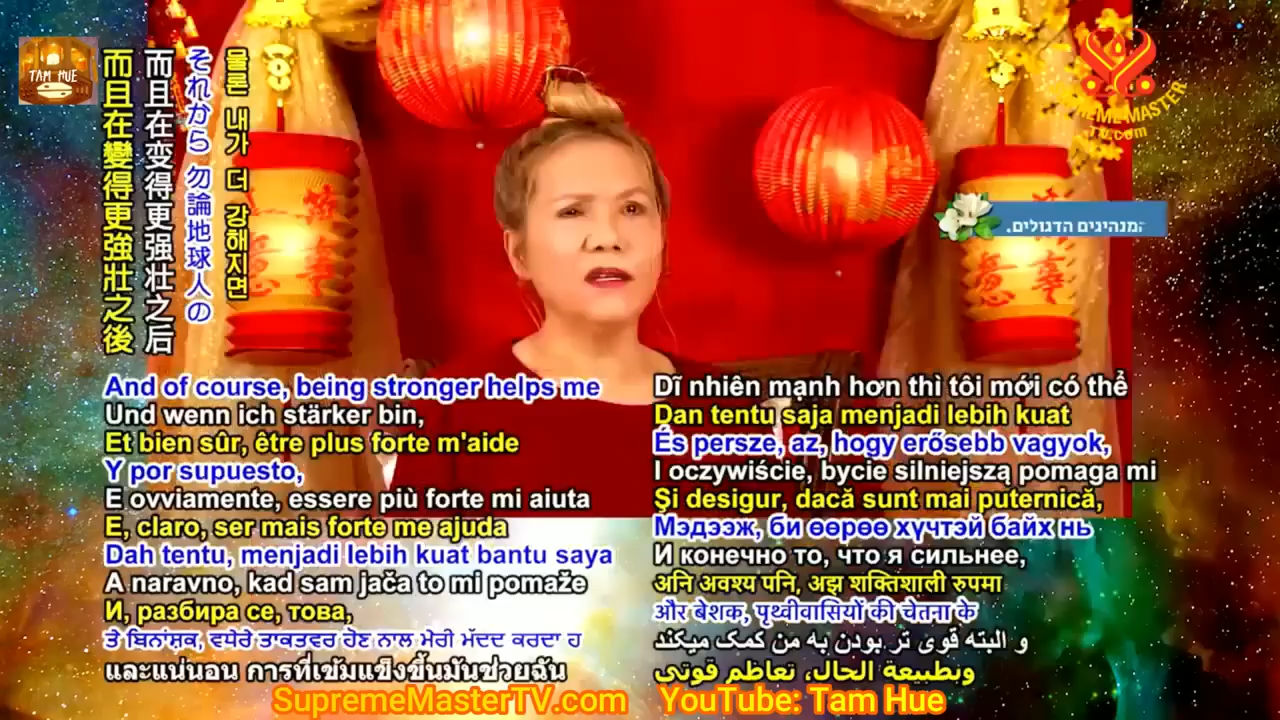 TAM HUE
而且在變得更強壯之後
而且在变得更强壮之后
それから 勿論地球人の
물론 내가 더 강해지면
SUPREME MASTER
TV.com
המנהיגים הדגולים.
And of course, being stronger helps me
Und wenn ich stärker bin,
Et bien sûr, être plus forte m'aide
Y por supuesto,
E ovviamente, essere più forte mi aiuta
E, claro, ser mais forte me ajuda
Dah tentu, menjadi lebih kuat bantu saya
A naravno, kad sam jača to mi pomaže
И, разбира се, това,
ਤੇ ਬਿਨਾਂਸ਼ਕ, ਵਧੇਰੇ ਤਾਕਤਵਰ ਹੋਣ ਨਾਲ ਮੇਰੀ ਮੱਦਦ ਕਰਦਾ ਹ
และแน่นอน การที่เข้มแข็งขึ้นมันช่วยฉัน
Dĩ nhiên mạnh hơn thì tôi mới có thể
Dan tentu saja menjadi lebih kuat
És persze, az, hogy erősebb vagyok,
I oczywiście, bycie silniejszą pomaga mi
Şi desigur, dacă sunt mai puternică,
Мэдээж, би өөрөө хүчтэй байх нь
И конечно то, что я сильнее,
अनि अवश्य पनि, अझ शक्तिशाली रुपमा
और बेशक, पृथ्वीवासियों की चेतना के
و البته قوی تر بودن به من کمک میکند
وبطبيعة الحال، تعاظم قوتي
SupremeMasterTV.com YouTube: Tam Hue